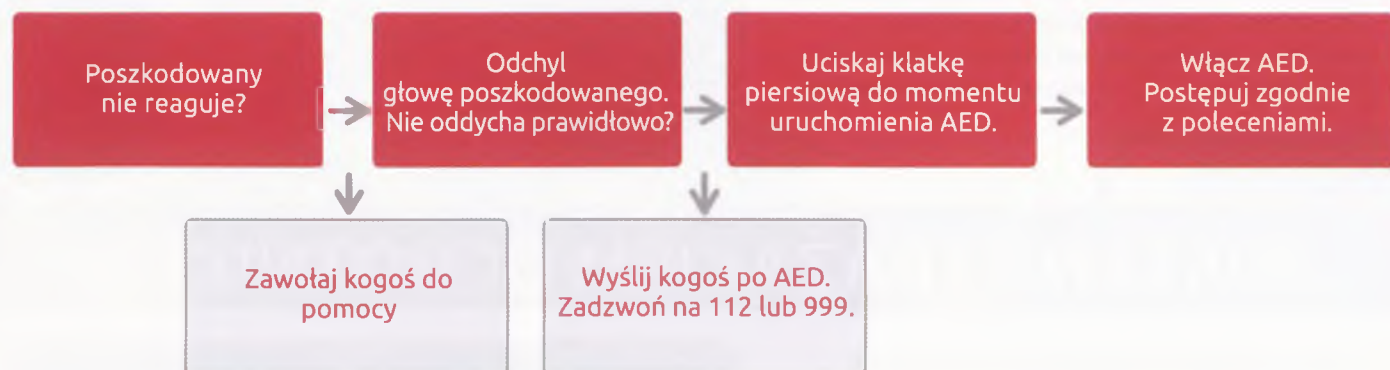 Poszkodowany
nie reaguje?
Odchyl
głowę poszkodowanego.
Nie oddycha prawidłowo?
Uciskaj klatkę
piersiową do momentu
uruchomienia AED.
Włącz AED.
Postępuj zgodnie
z poleceniami.
Zawołaj kogoś do
pomocy
Wyślij kogoś po AED.
Zadzwoń na 112 lub 999.